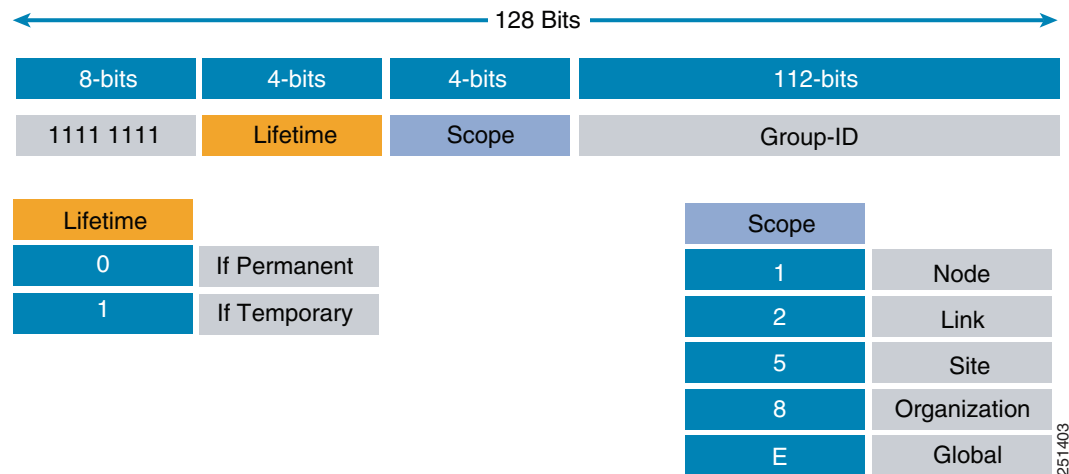 128 Bits
8-bits 4-bits 4-bits 112-bits
1111 1111 Lifetime Scope Group-ID
Lifetime
0 If Permanent
1 If Temporary
Scope
1 Node
2 Link
5 Site
8 Organization
E Global
251403